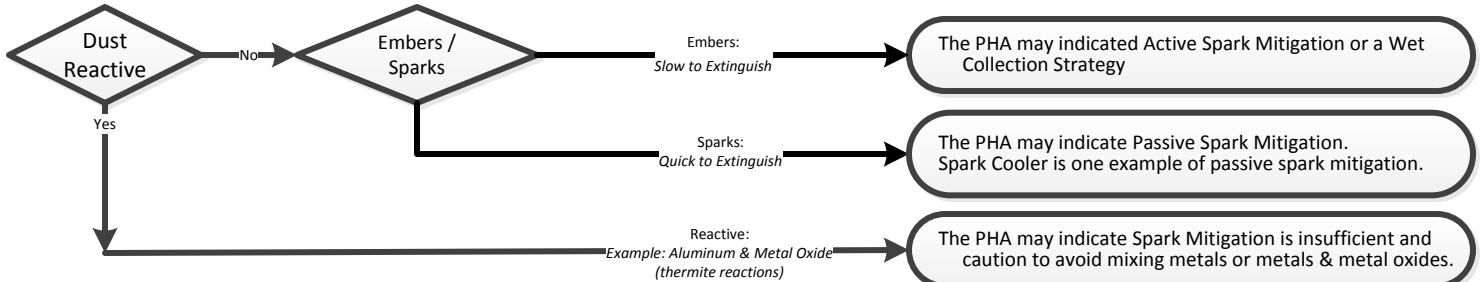 Dust
Reactive
No
Embers /
Sparks
Embers:
Slow to Extinguish
The PHA may indicated Active Spark Mitigation or a Wet
Collection Strategy
Yes
Sparks:
Quick to Extinguish
The PHA may indicate Passive Spark Mitigation.
Spark Cooler is one example of passive spark mitigation.
Reactive:
Example: Aluminum & Metal Oxide
(thermite reactions)
The PHA may indicate Spark Mitigation is insufficient and
caution to avoid mixing metals or metals & metal oxides.